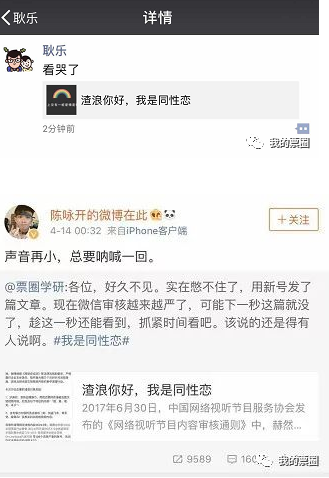 耿乐
详情
耿乐
看哭了
渣浪你好，我是同性恋
2分钟前
我的票圈
陈咏开的微博在此
+关注
4-14 00:32 来自iPhone客户端
声音再小，总要呐喊一回。
@票圈学研:各位，好久不见。实在憋不住了，用新号发了
篇文章。现在微信审核越来越严了，可能下一秒这篇就没
了，趁这一秒还能看到，抓紧时间看吧。该说的还是得有
人说啊。#我是同性恋#
渣浪你好，我是同性恋
2017年6月30日，中国网络视听节目服务协会发
布的《网络视听节目内容审核通则》中，赫然...
9589
我的票圈